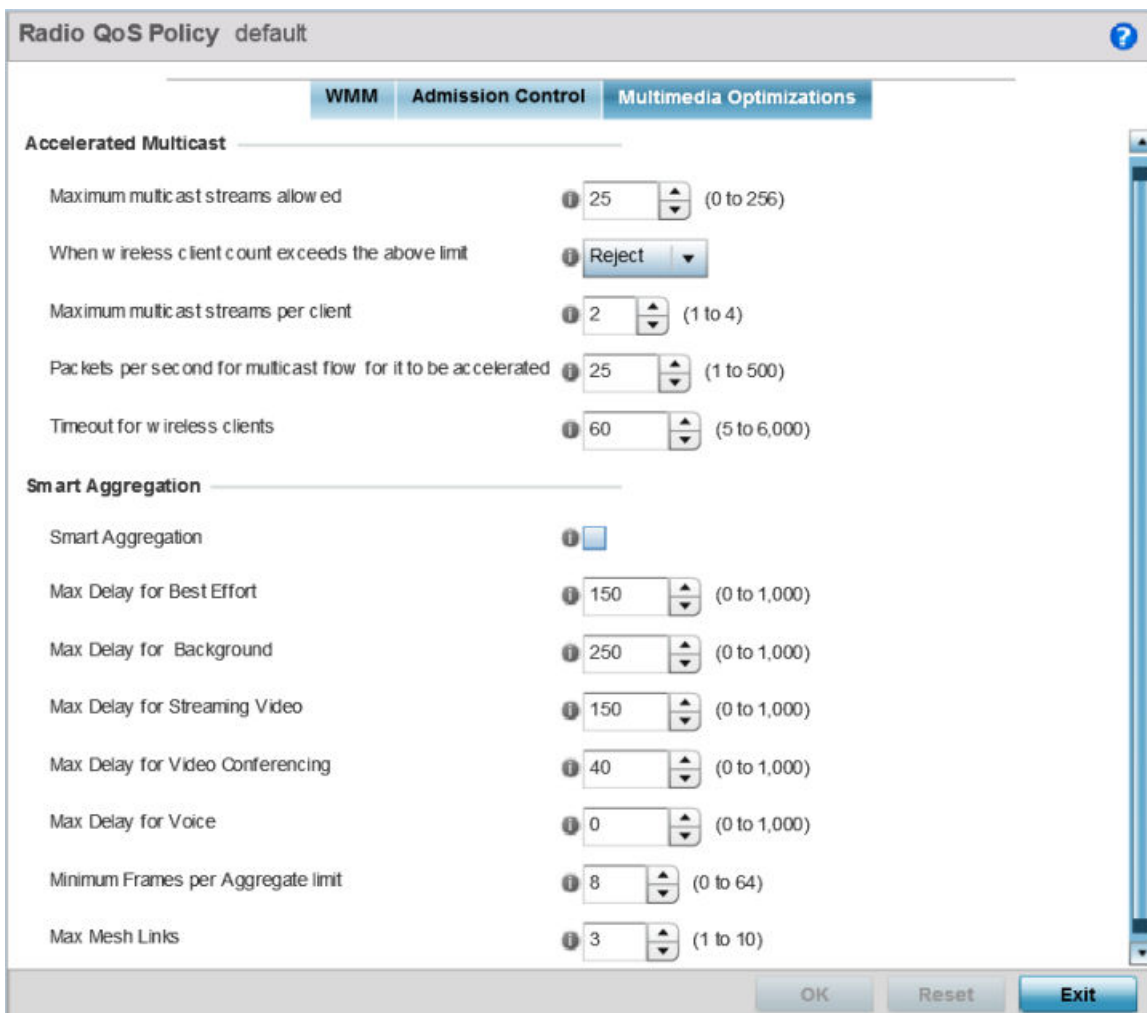 Radio QoS Policy default
?
WMM Admission Control Multimedia Optimizations
Accelerated Multicast
Maximum multicast streams allowed 25 (0 to 256)
When wireless client count exceeds the above limit Reject
Maximum multicast streams per client 2 (1 to 4)
Packets per second for multicast flow for it to be accelerated 25 (1 to 500)
Timeout for wireless clients 60 (5 to 6,000)
Smart Aggregation
Smart Aggregation
Max Delay for Best Effort 150 (0 to 1,000)
Max Delay for Background 250 (0 to 1,000)
Max Delay for Streaming Video 150 (0 to 1,000)
Max Delay for Video Conferencing 40 (0 to 1,000)
Max Delay for Voice 0 (0 to 1,000)
Minimum Frames per Aggregate limit 8 (0 to 64)
Max Mesh Links 3 (1 to 10)
OK Reset Exit